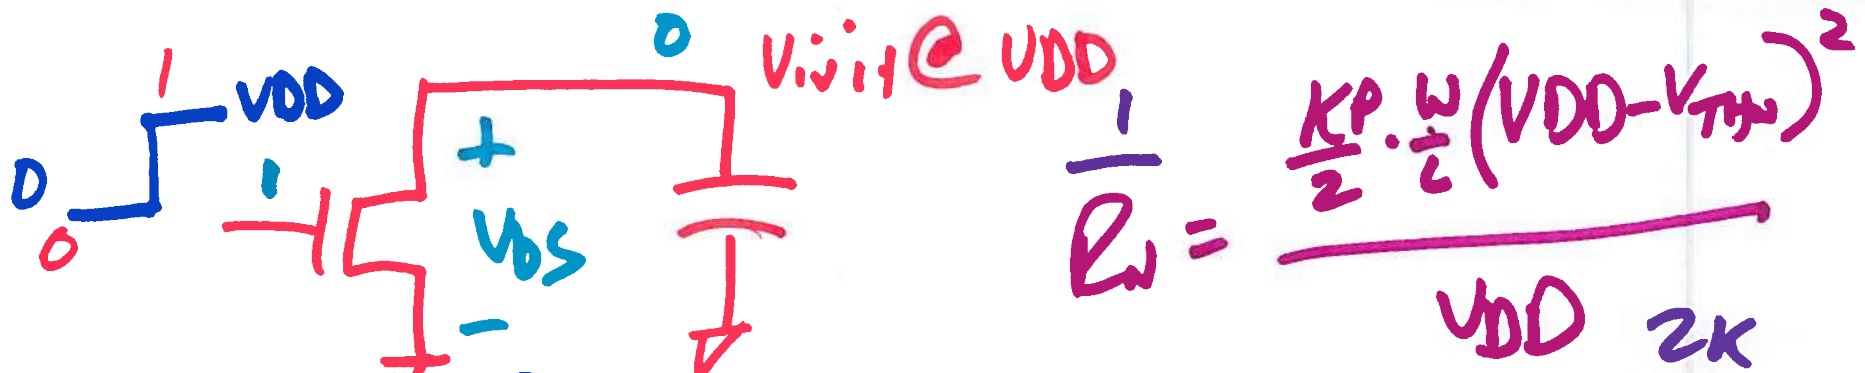 0 Vinit @ VDD
1 VDD
0 1
0
+
VDS
-
1/RN = KP/2 · W/L (VDD-VTHN)²
VDD
2K